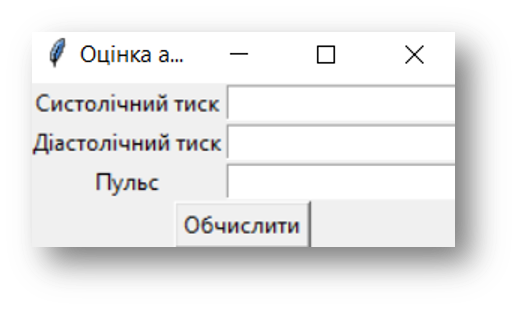 Оцінка а...
Систолічний тиск
Діастолічний тиск
Пульс
Обчислити